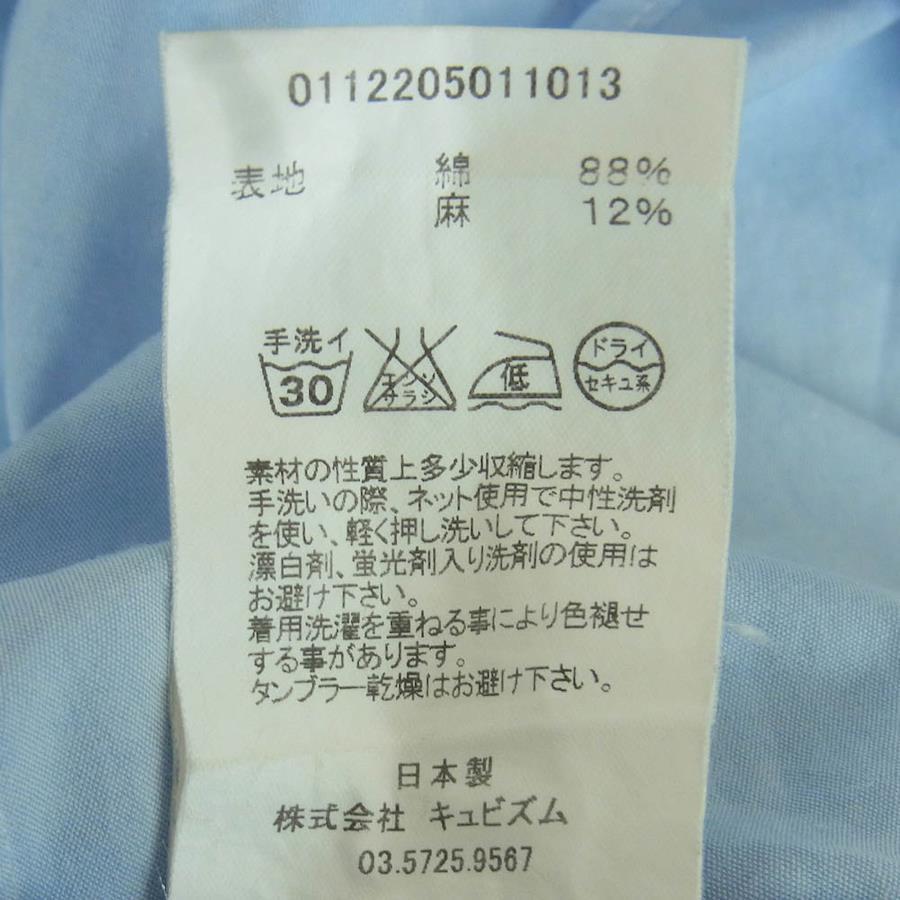 0112205011013
表地 綿 88%
麻 12%
手洗イ ドライ
30 エンソ 低 セキユ系
サラシ
素材の性質上多少収縮します。
手洗いの際、ネット使用で中性洗剤
を使い、軽く押し洗いして下さい。
漂白剤、蛍光剤入り洗剤の使用は
お避け下さい。
着用洗濯を重ねる事により色褪せ
する事があります。
タンブラー乾燥はお避け下さい。
日本製
株式会社 キュビズム
03.5725.9567